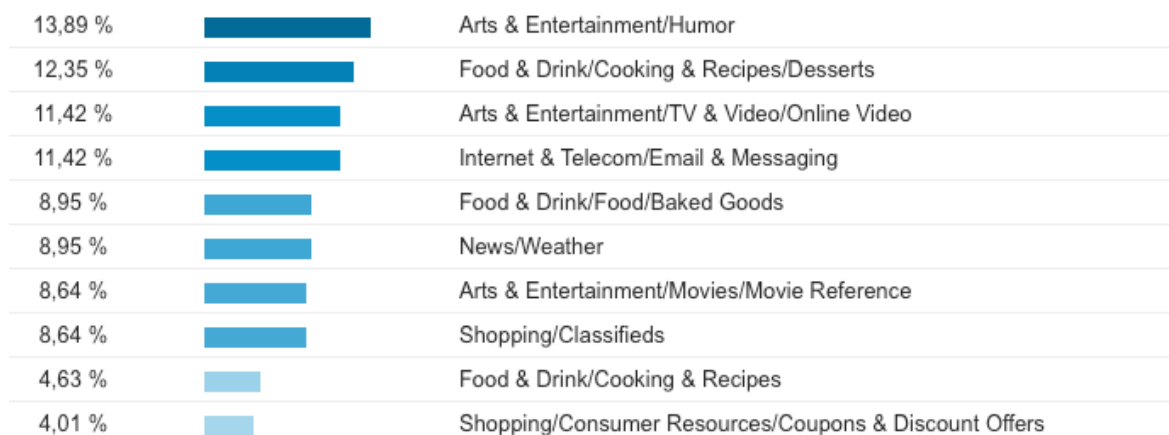 13,89 % Arts & Entertainment/Humor
12,35 % Food & Drink/Cooking & Recipes/Desserts
11,42 % Arts & Entertainment/TV & Video/Online Video
11,42 % Internet & Telecom/Email & Messaging
8,95 % Food & Drink/Food/Baked Goods
8,95 % News/Weather
8,64 % Arts & Entertainment/Movies/Movie Reference
8,64 % Shopping/Classifieds
4,63 % Food & Drink/Cooking & Recipes
4,01 % Shopping/Consumer Resources/Coupons & Discount Offers